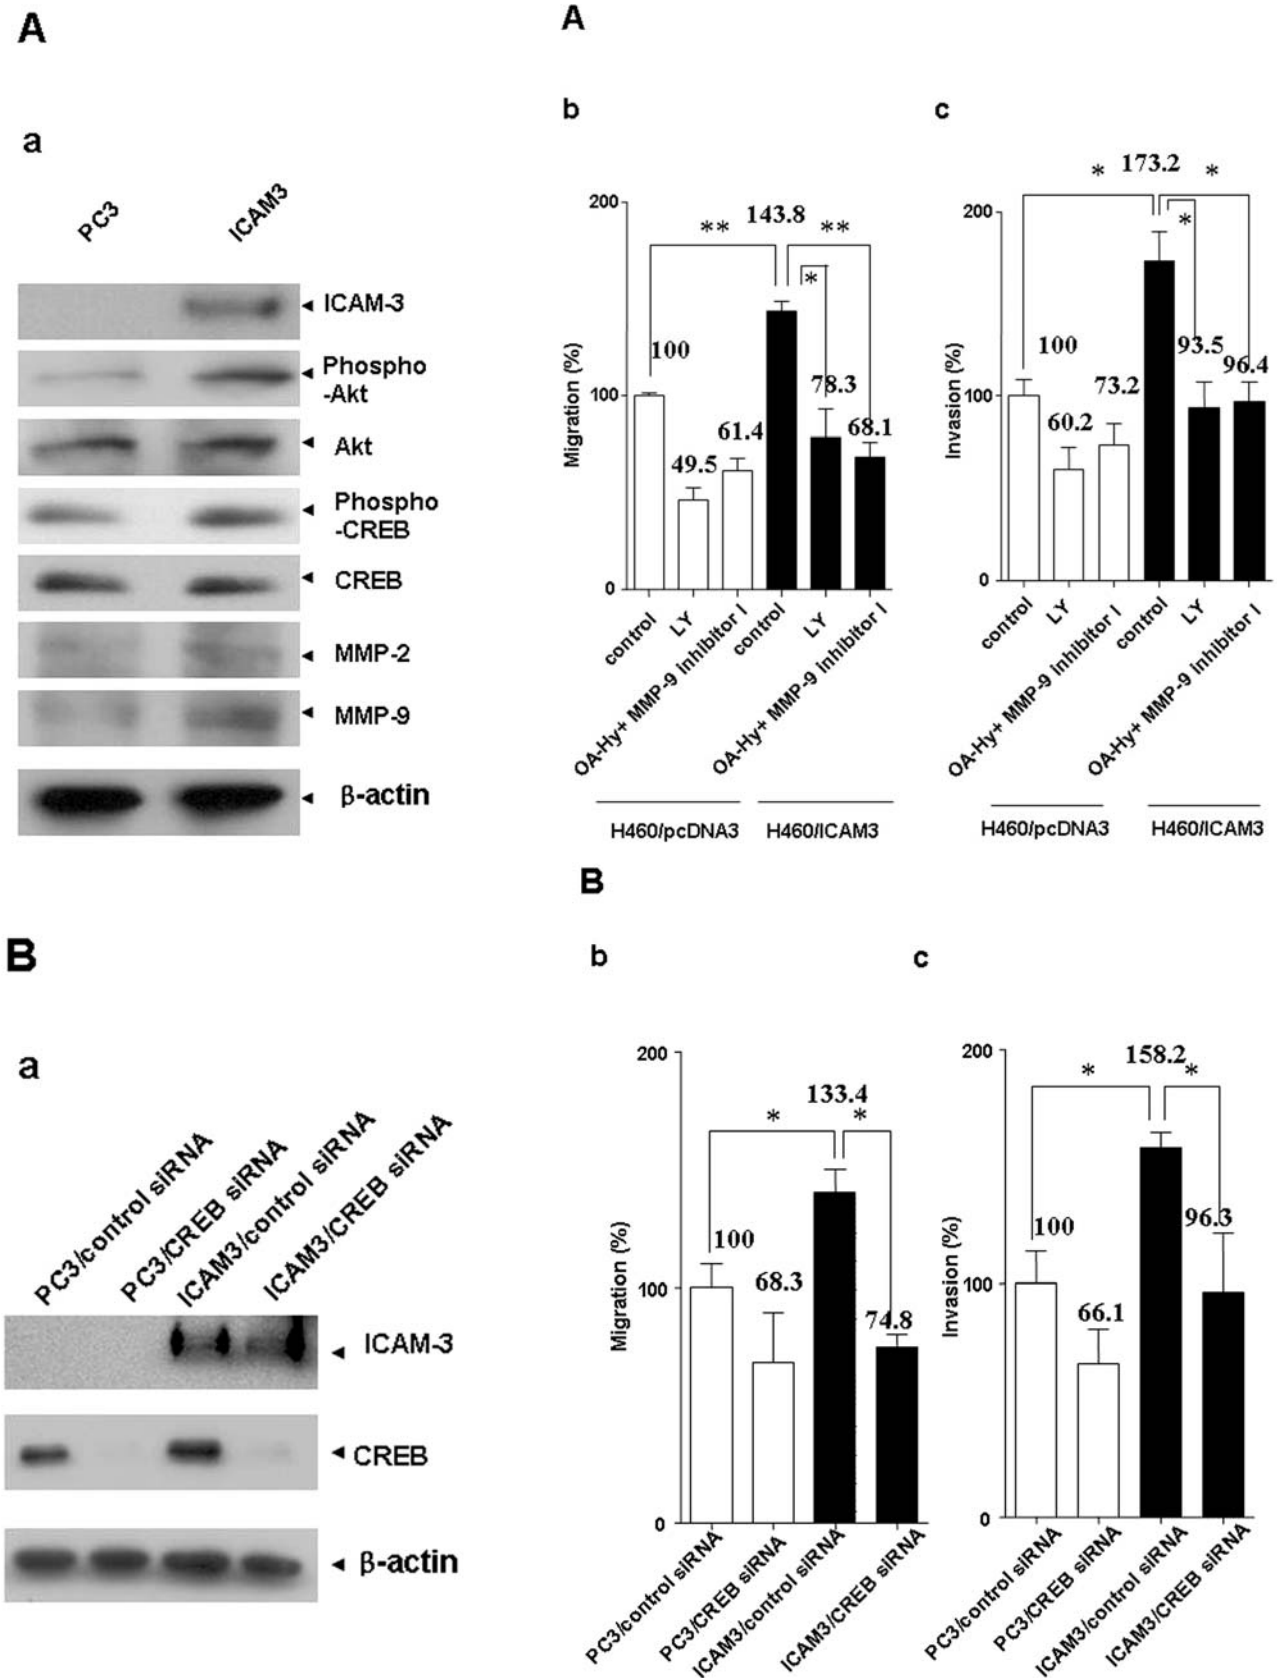 A
a
PC3
ICAM3
ICAM-3
Phospho
-Akt
Akt
Phospho
-CREB
CREB
MMP-2
MMP-9
β-actin
A
b
200
100
0
Migration (%)
**
143.8
**
*
100
49.5
61.4
78.3
68.1
control
LY
OA-Hy+ MMP-9 inhibitor I
control
LY
OA-Hy+ MMP-9 inhibitor I
H460/pcDNA3
H460/ICAM3
c
200
100
0
Invasion (%)
*
173.2
*
*
100
60.2
73.2
93.5
96.4
control
LY
OA-Hy+ MMP-9 inhibitor I
control
LY
OA-Hy+ MMP-9 inhibitor I
H460/pcDNA3
H460/ICAM3
B
a
PC3/control siRNA
PC3/CREB siRNA
ICAM3/control siRNA
ICAM3/CREB siRNA
ICAM-3
CREB
β-actin
B
b
200
100
0
Migration (%)
*
133.4
*
100
68.3
74.8
PC3/control siRNA
PC3/CREB siRNA
ICAM3/control siRNA
ICAM3/CREB siRNA
c
200
100
0
Invasion (%)
*
158.2
*
100
66.1
96.3
PC3/control siRNA
PC3/CREB siRNA
ICAM3/control siRNA
ICAM3/CREB siRNA